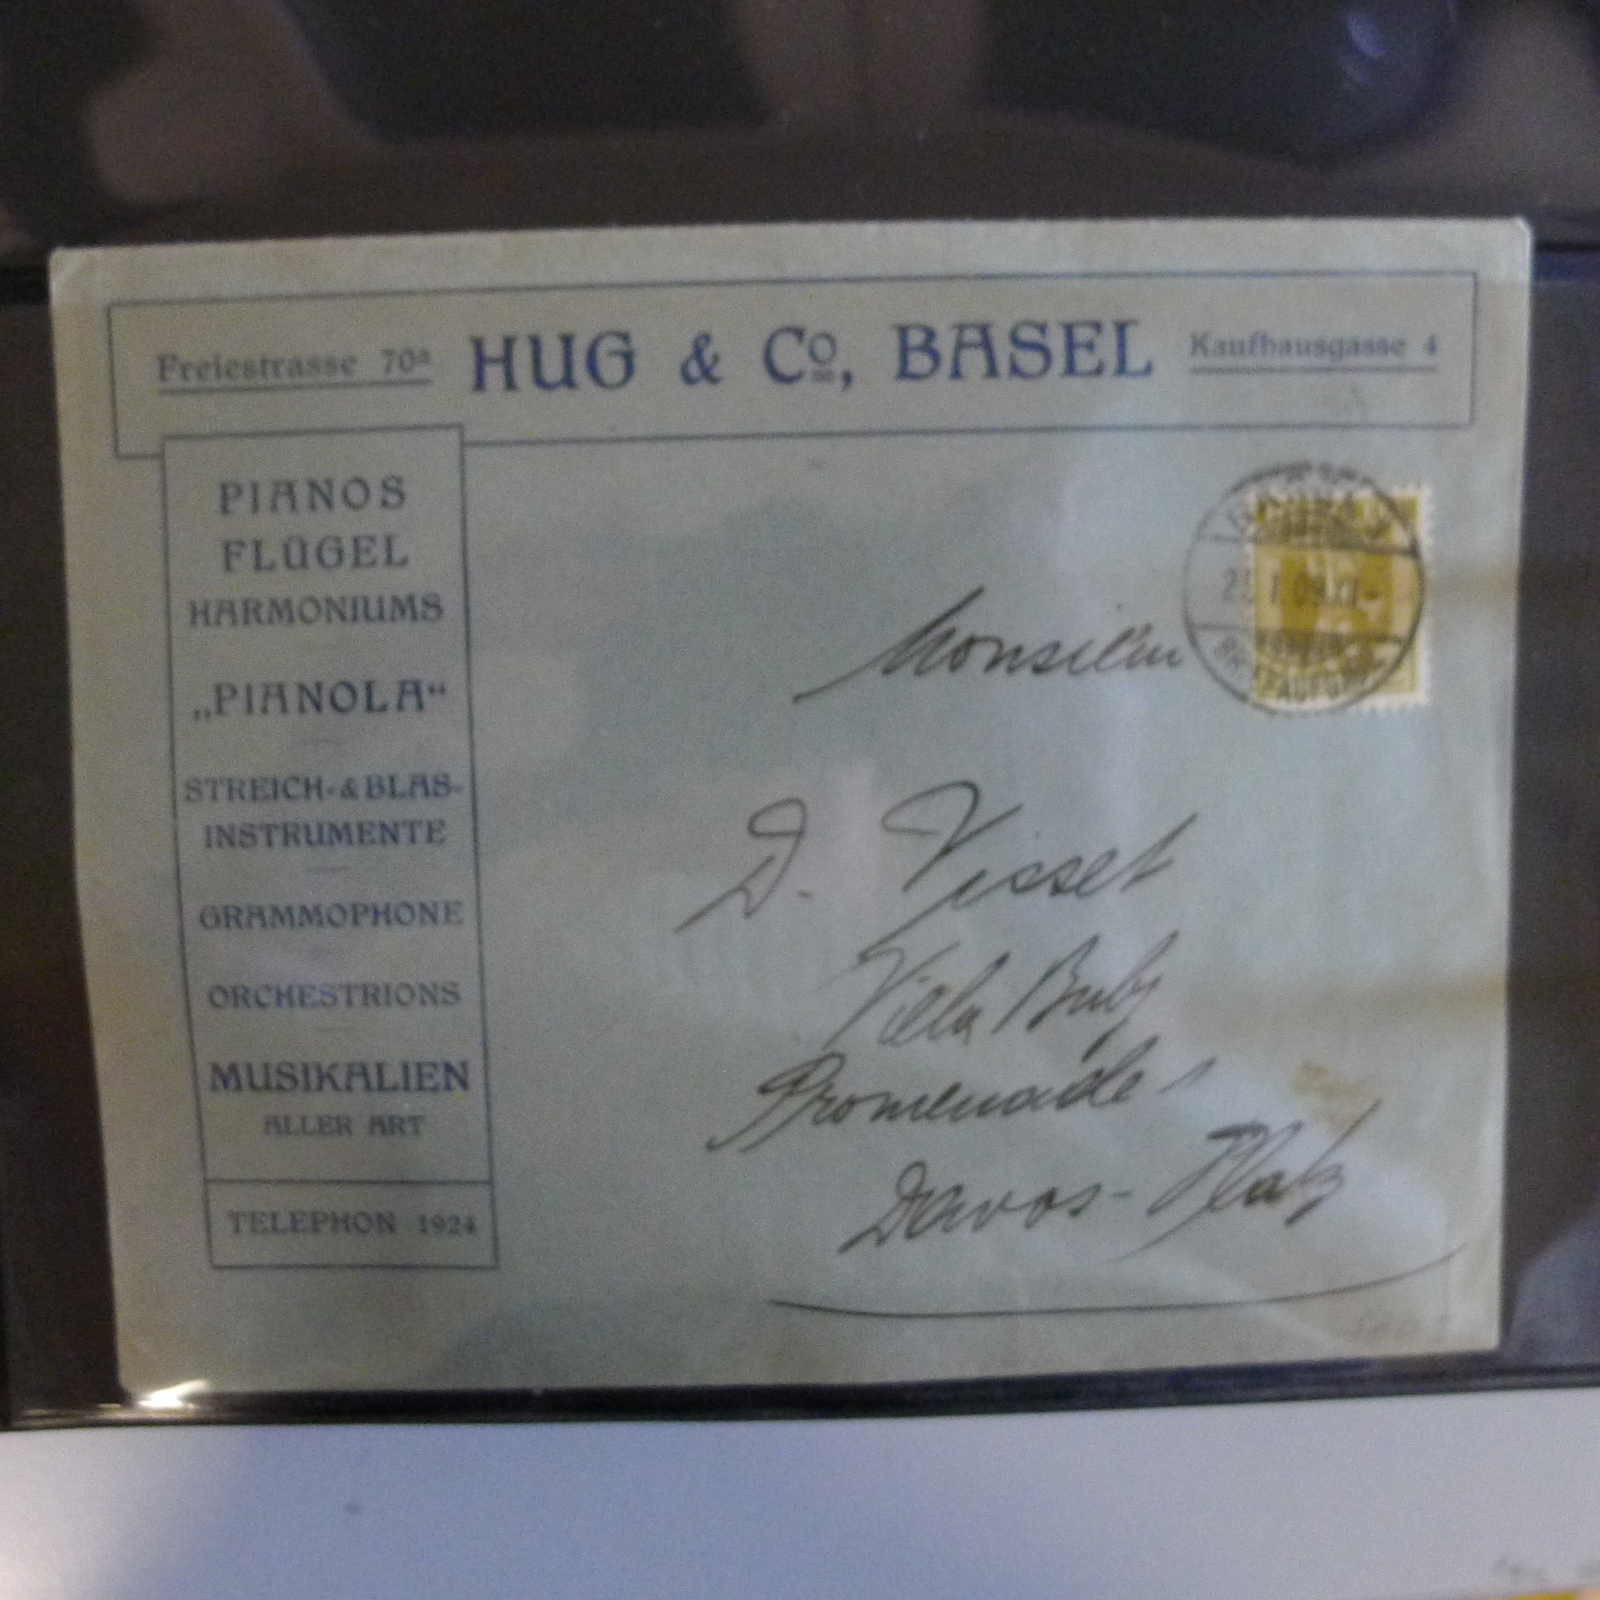 Freiestrasse 70a HUG & Co, BASEL Kaufhausgasse 4
PIANOS
FLÜGEL
HARMONIUMS
„PIANOLA“
STREICH- & BLAS-
INSTRUMENTE
GRAMMOPHONE
ORCHESTRIONS
MUSIKALIEN
ALLER ART
TELEPHON 1924
Monsieur
D. Visset
Villa
Promenade
Davos-Platz